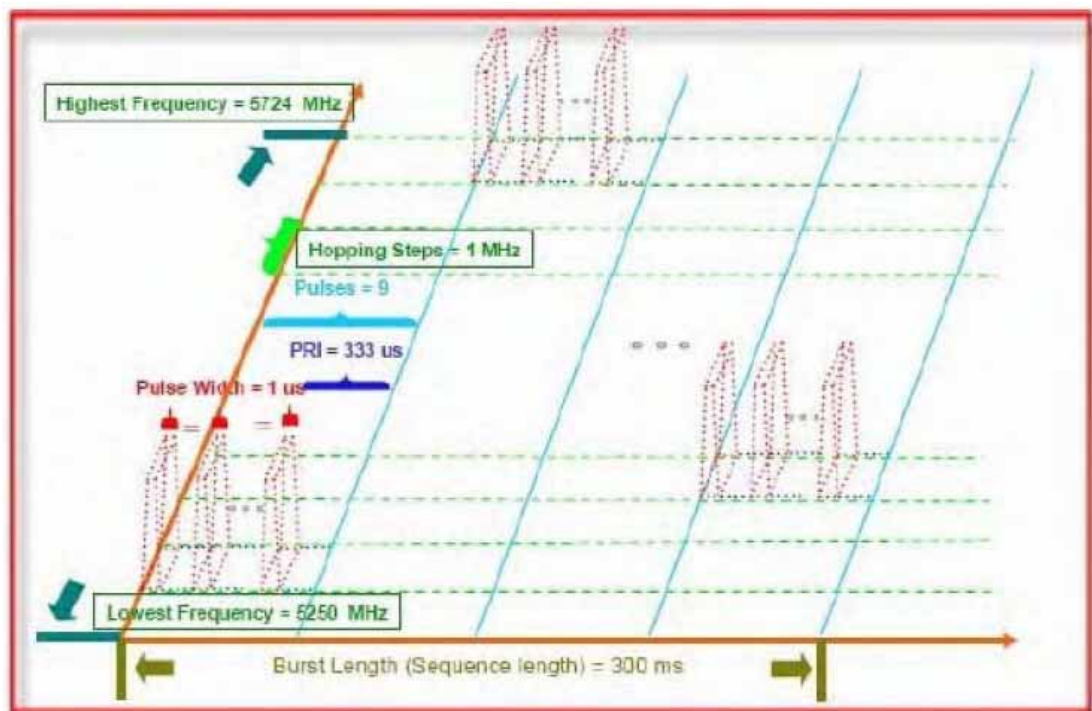 Highest Frequency = 5724 MHz
Hopping Steps = 1 MHz
Pulses = 9
PRI = 333 us
Pulse Width = 1 us
Lowest Frequency = 5250 MHz
Burst Length (Sequence length) = 300 ms